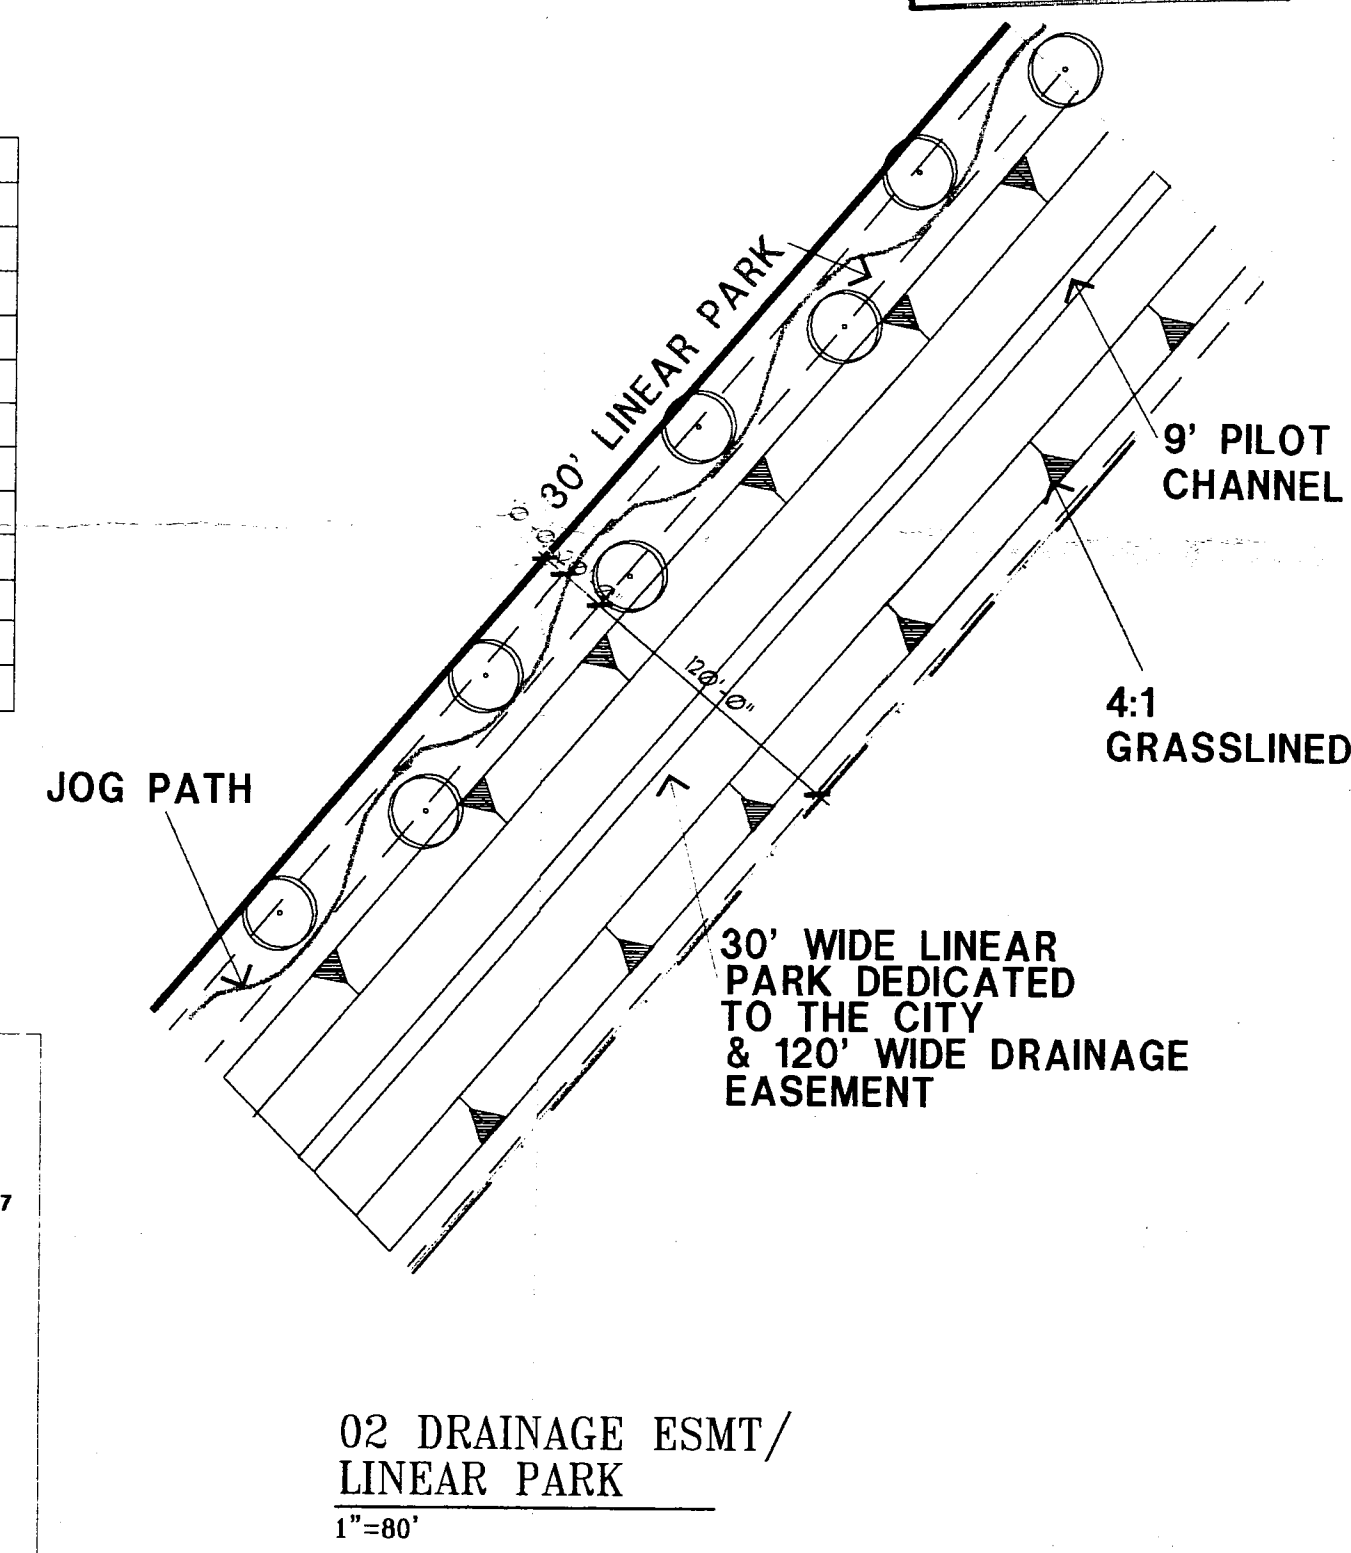 30' LINEAR PARK
9' PILOT
CHANNEL
120'-0"
4:1
GRASSLINED
JOG PATH
30' WIDE LINEAR
PARK DEDICATED
TO THE CITY
& 120' WIDE DRAINAGE
EASEMENT
7
02 DRAINAGE ESMT/
LINEAR PARK
1"=80'